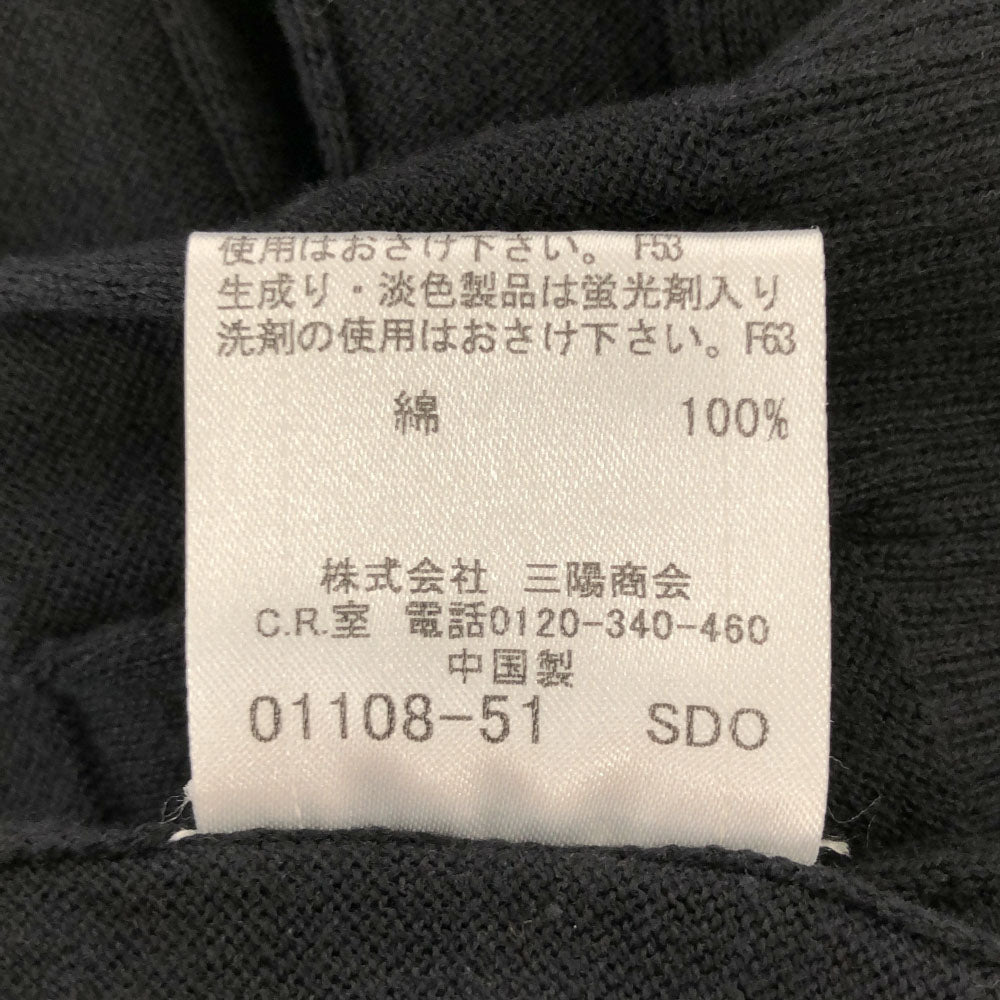 使用はおさけ下さい。F53
生成り・淡色製品は蛍光剤入り
洗剤の使用はおさけ下さい。F63
綿 100%
株式会社 三陽商会
C.R.室 電話0120-340-460
中国製
01108-51 SDO